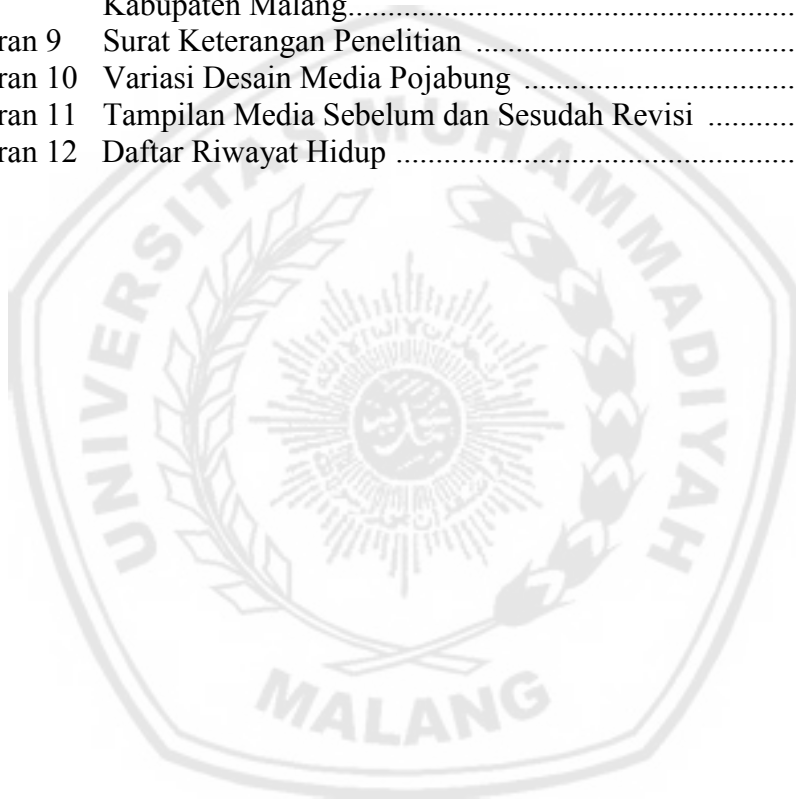 Kabupaten Malang...........................................................
ran 9 Surat Keterangan Penelitian ..........................................
ran 10 Variasi Desain Media Pojabung ....................................
ran 11 Tampilan Media Sebelum dan Sesudah Revisi ...........
ran 12 Daftar Riwayat Hidup ....................................................
UNIVERSITAS MUHAMMADIYAH
MALANG